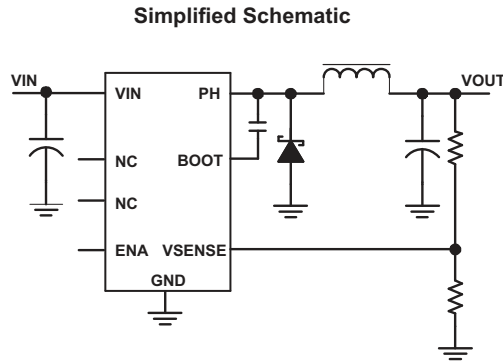 Simplified Schematic
VIN
VIN
PH
VOUT
NC
BOOT
NC
ENA
VSENSE
GND